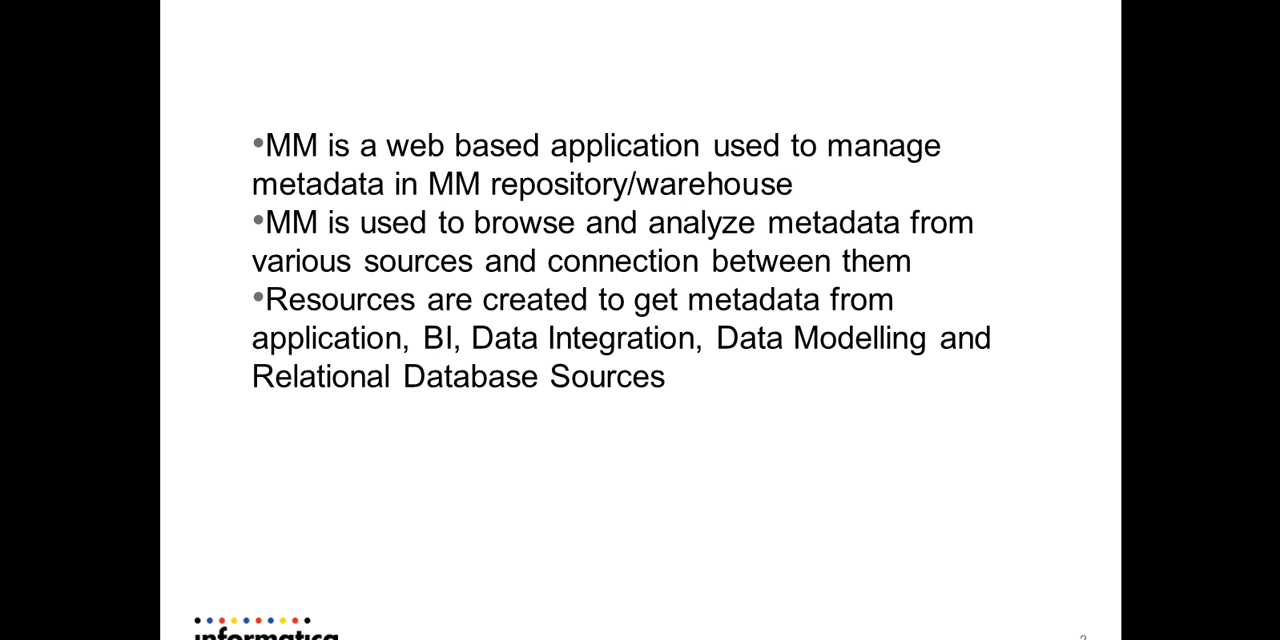 •MM is a web based application used to manage
metadata in MM repository/warehouse
•MM is used to browse and analyze metadata from
various sources and connection between them
•Resources are created to get metadata from
application, BI, Data Integration, Data Modelling and
Relational Database Sources
informatica